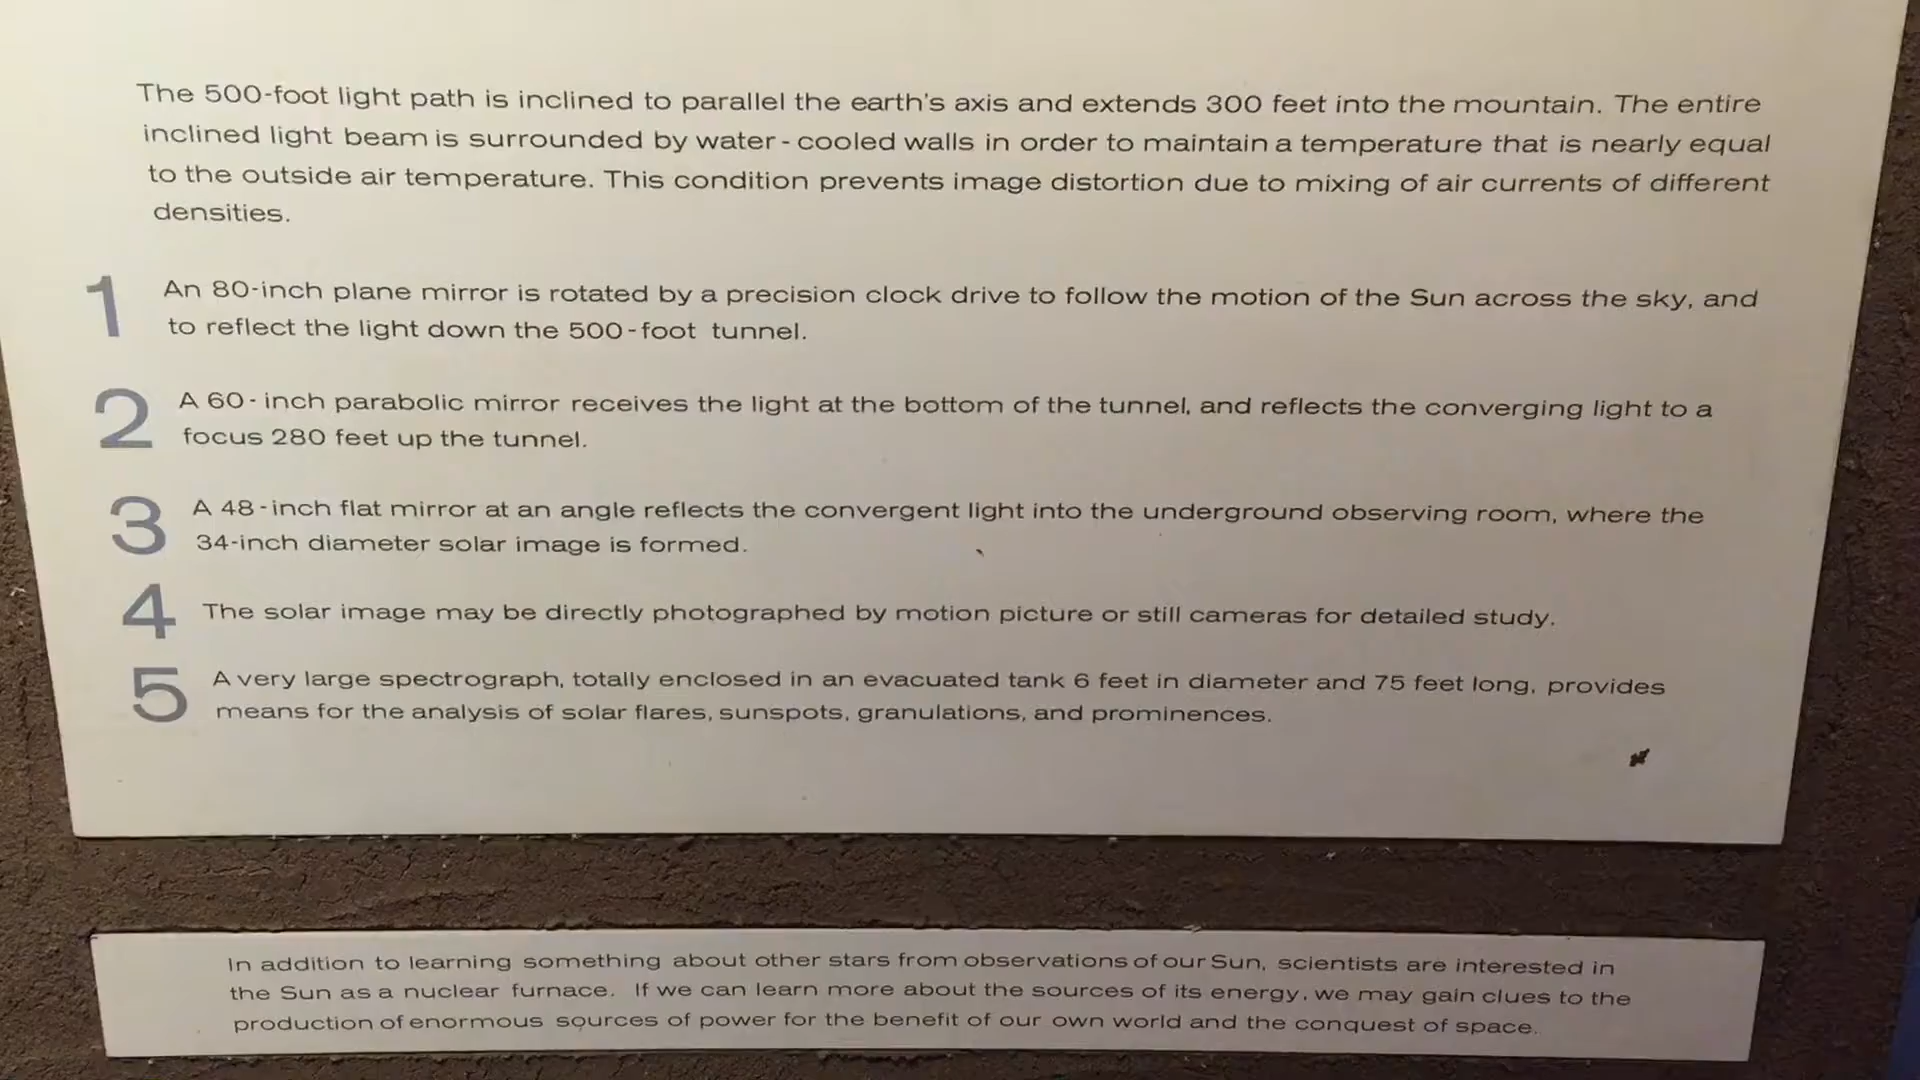 The 500-foot light path is inclined to parallel the earth's axis and extends 300 feet into the mountain. The entire
inclined light beam is surrounded by water-cooled walls in order to maintain a temperature that is nearly equal
to the outside air temperature. This condition prevents image distortion due to mixing of air currents of different
densities.
1 An 80-inch plane mirror is rotated by a precision clock drive to follow the motion of the Sun across the sky, and
to reflect the light down the 500-foot tunnel.
2 A 60-inch parabolic mirror receives the light at the bottom of the tunnel, and reflects the converging light to a
focus 280 feet up the tunnel.
3 A 48-inch flat mirror at an angle reflects the convergent light into the underground observing room, where the
34-inch diameter solar image is formed.
4 The solar image may be directly photographed by motion picture or still cameras for detailed study.
5 A very large spectrograph, totally enclosed in an evacuated tank 6 feet in diameter and 75 feet long, provides
means for the analysis of solar flares, sunspots, granulations, and prominences.
In addition to learning something about other stars from observations of our Sun, scientists are interested in
the Sun as a nuclear furnace. If we can learn more about the sources of its energy, we may gain clues to the
production of enormous sources of power for the benefit of our own world and the conquest of space.